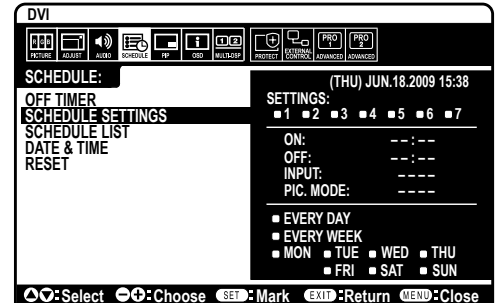 DVI
RGB 1 2 PRO 1 PRO 2
PICTURE ADJUST AUDIO SCHEDULE PIP OSD MULTI-DSP PROTECT EXTERNAL CONTROL ADVANCED ADVANCED
SCHEDULE:
OFF TIMER
SCHEDULE SETTINGS
SCHEDULE LIST
DATE & TIME
RESET
(THU) JUN.18.2009 15:38
SETTINGS:
1 2 3 4 5 6 7
ON: --:--
OFF: --:--
INPUT: ----
PIC. MODE: ----
EVERY DAY
EVERY WEEK
MON TUE WED THU
FRI SAT SUN
Select Choose SET:Mark EXIT:Return MENU:Close